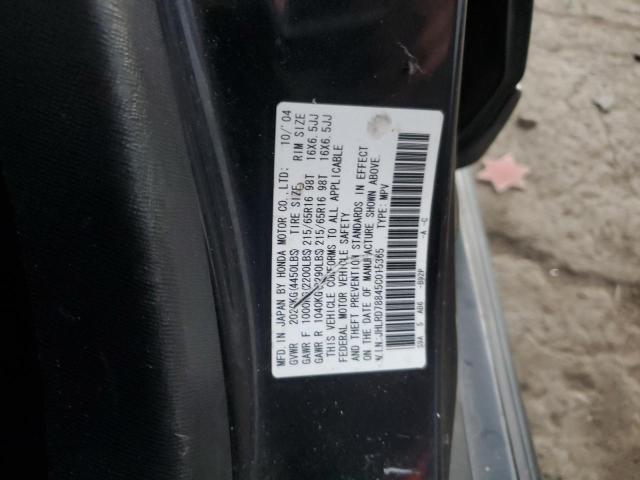 MFD. IN JAPAN BY HONDA MOTOR CO., LTD: 10/'04
GVWR 2020KG(4450LBS) TIRE SIZE RIM SIZE
GAWR F 1000KG(2200LBS) 215/65R16 98T 16X6.5JJ
GAWR R 1040KG(2290LBS) 215/65R16 98T 16X6.5JJ
THIS VEHICLE CONFORMS TO ALL APPLICABLE
FEDERAL MOTOR VEHICLE SAFETY
AND THEFT PREVENTION STANDARDS IN EFFECT
ON THE DATE OF MANUFACTURE SHOWN ABOVE.
V.I.N. JHLRD78845C015365 TYPE: MPV
-A -C
A06 -B92P